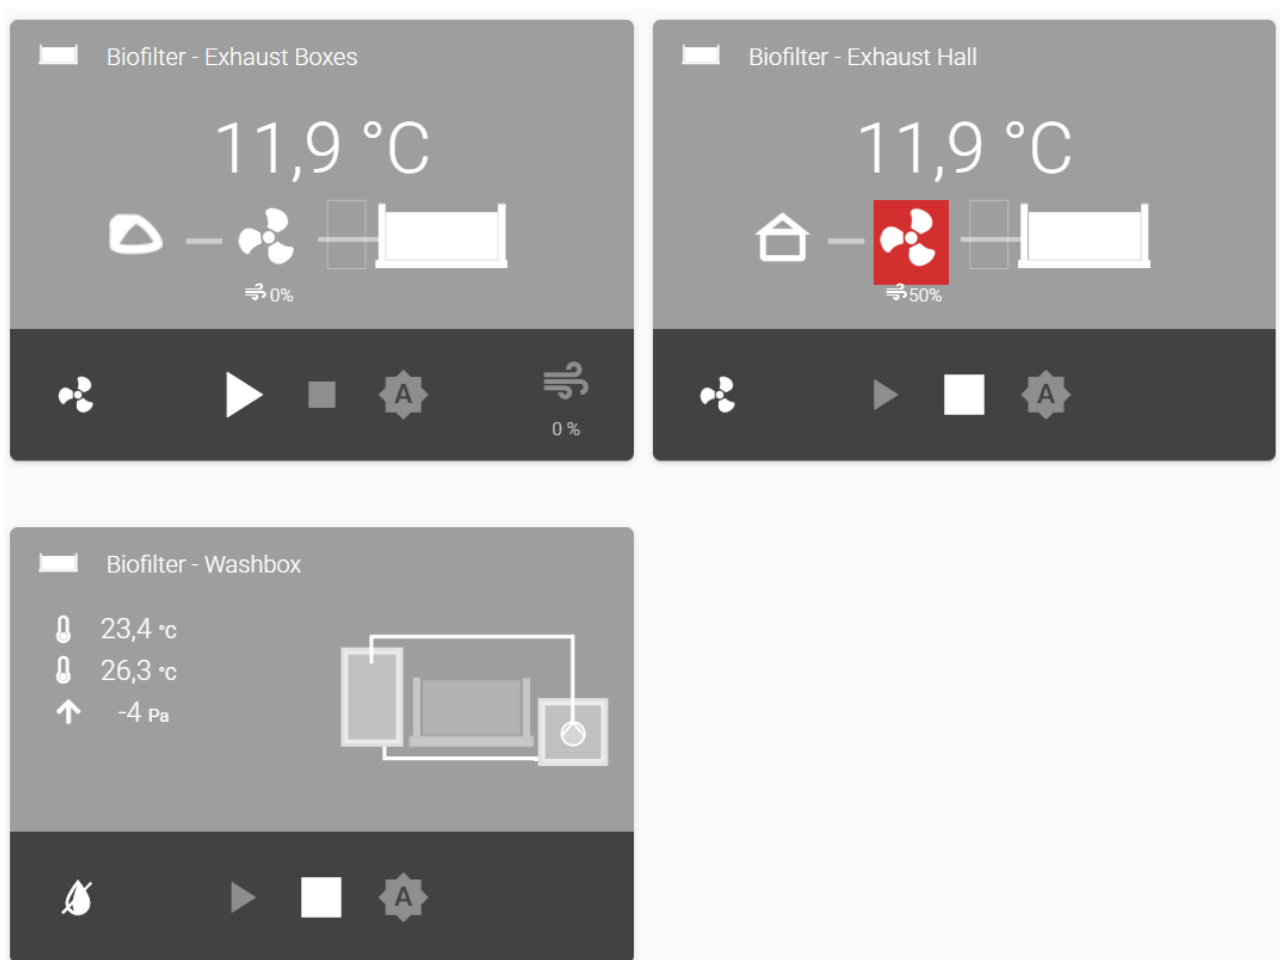 Biofilter - Exhaust Boxes
11,9 °C
0%
A
0 %
Biofilter - Exhaust Hall
11,9 °C
50%
A
Biofilter - Washbox
23,4 °C
26,3 °C
-4 Pa
A